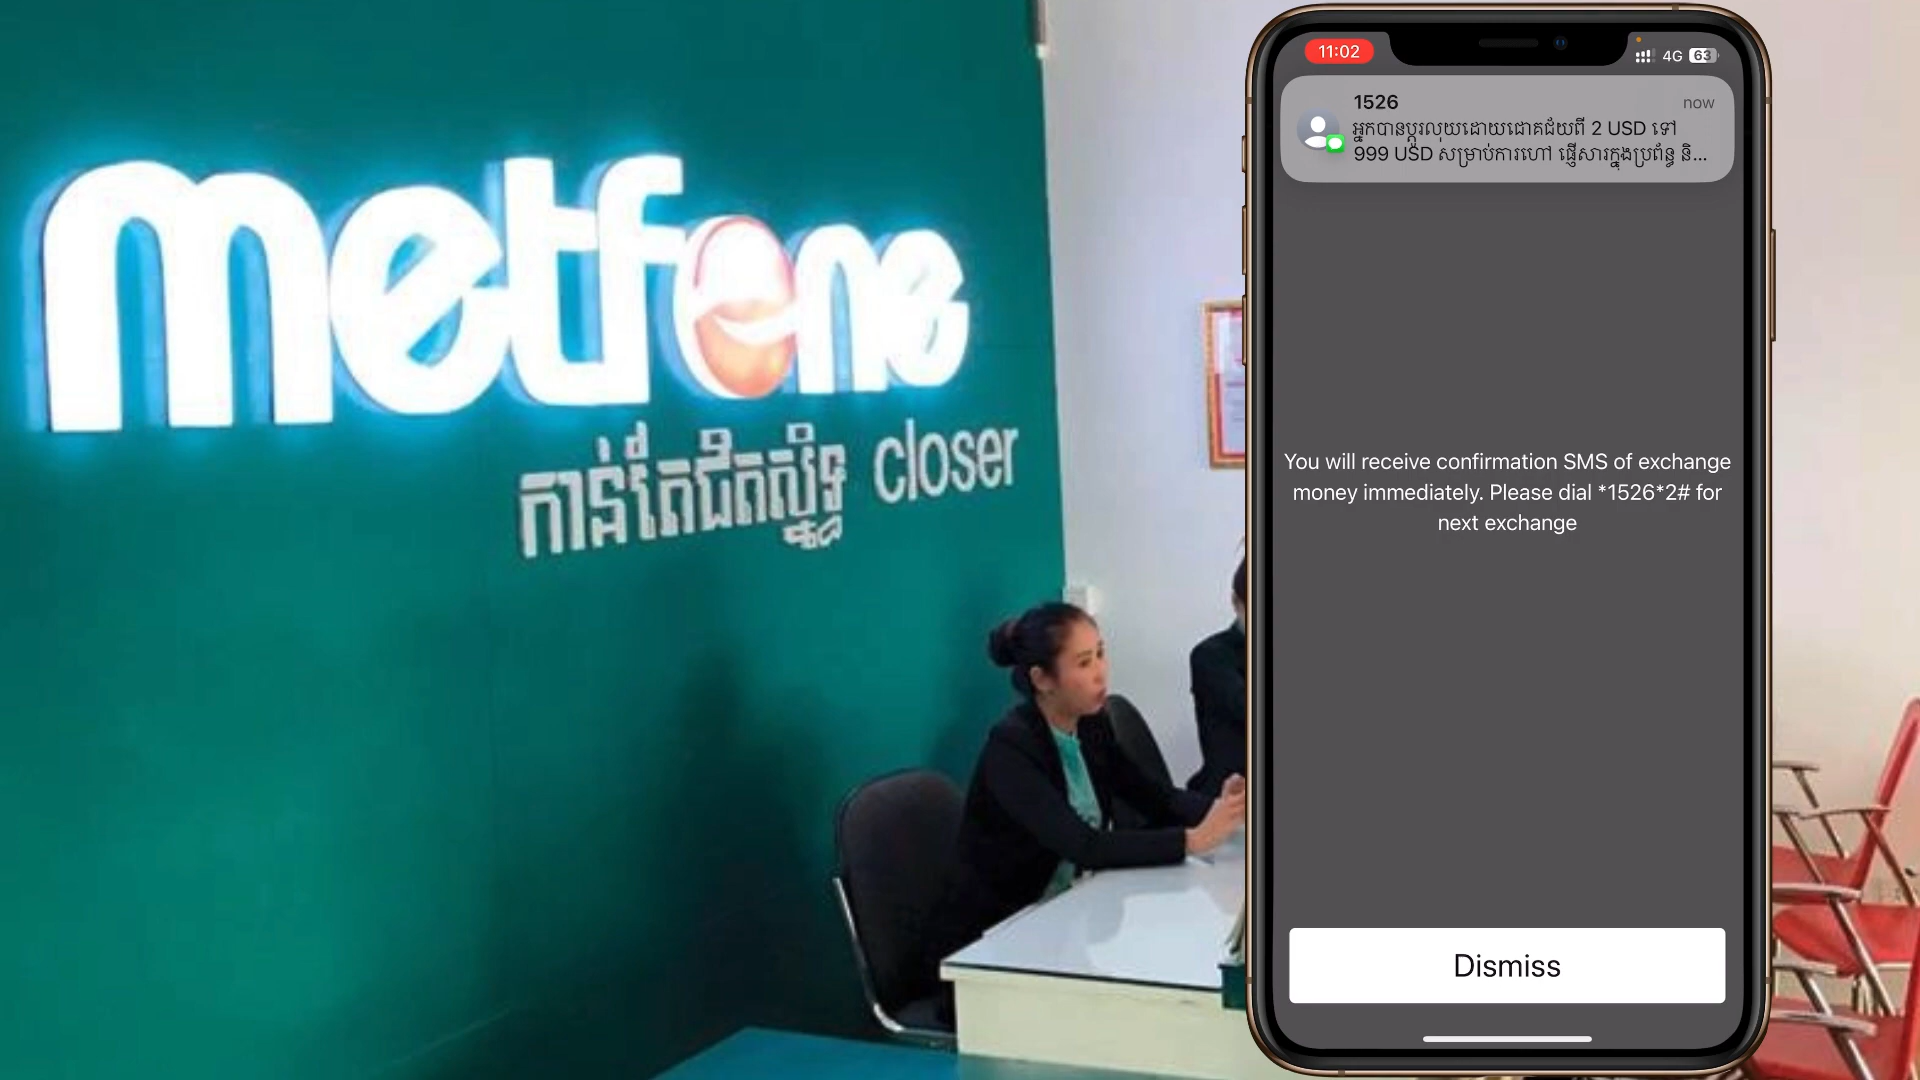 metfone
កាន់តែជិតស្និទ្ធ closer
11:02
4G 63
1526
now
អ្នកបានប្តូរលុយដោយជោគជ័យពី 2 USD ទៅ
999 USD សម្រាប់ការហៅ ផ្ញើសារក្នុងប្រព័ន្ធ និ...
You will receive confirmation SMS of exchange
money immediately. Please dial *1526*2# for
next exchange
Dismiss